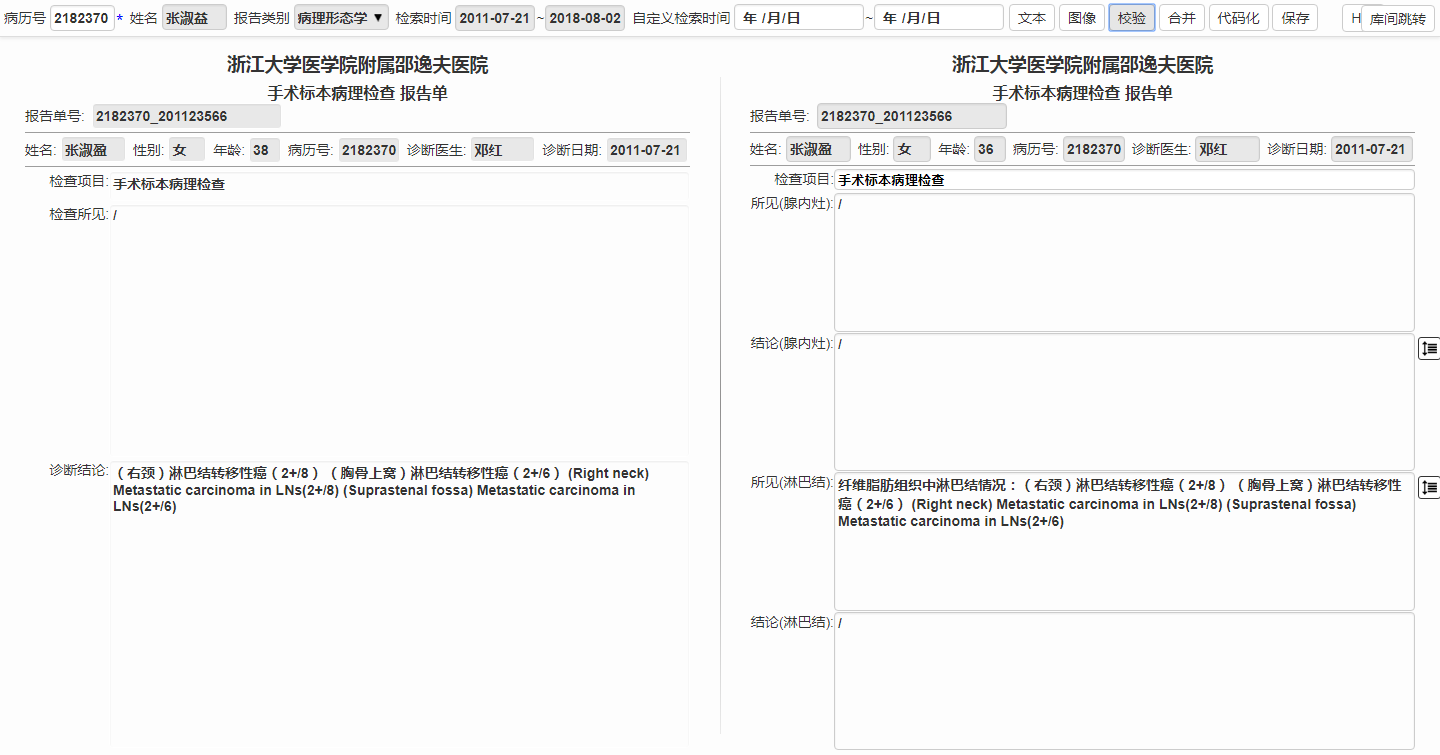 病历号 2182370 * 姓名 张淑益 报告类别 病理形态学 ▼ 检索时间 2011-07-21 ~ 2018-08-02 自定义检索时间 年 /月/日 ~ 年 /月/日 文本 图像 校验 合并 代码化 保存 H 库间跳转
浙江大学医学院附属邵逸夫医院
手术标本病理检查 报告单
报告单号: 2182370_201123566
姓名: 张淑盈 性别: 女 年龄: 38 病历号: 2182370 诊断医生: 邓红 诊断日期: 2011-07-21
检查项目: 手术标本病理检查
检查所见: /
诊断结论: （右颈）淋巴结转移性癌（2+/8）（胸骨上窝）淋巴结转移性癌（2+/6） (Right neck)
Metastatic carcinoma in LNs(2+/8) (Suprastenal fossa) Metastatic carcinoma in
LNs(2+/6)
浙江大学医学院附属邵逸夫医院
手术标本病理检查 报告单
报告单号: 2182370_201123566
姓名: 张淑盈 性别: 女 年龄: 36 病历号: 2182370 诊断医生: 邓红 诊断日期: 2011-07-21
检查项目: 手术标本病理检查
所见(腺内灶): /
结论(腺内灶): /
所见(淋巴结): 纤维脂肪组织中淋巴结情况：（右颈）淋巴结转移性癌（2+/8）（胸骨上窝）淋巴结转移性
癌（2+/6） (Right neck) Metastatic carcinoma in LNs(2+/8) (Suprastenal fossa)
Metastatic carcinoma in LNs(2+/6)
结论(淋巴结): /